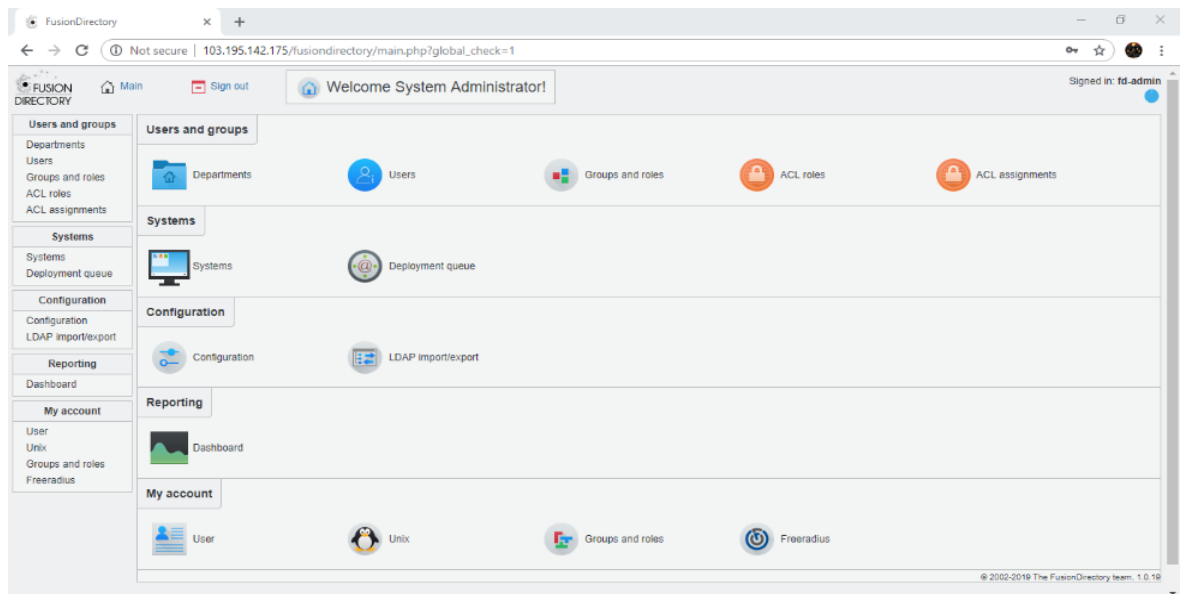 FusionDirectory
Not secure | 103.195.142.175/fusiondirectory/main.php?global_check=1
FUSION DIRECTORY
Main
Sign out
Welcome System Administrator!
Signed in: fd-admin
Users and groups
Departments
Users
Groups and roles
ACL roles
ACL assignments
Systems
Systems
Deployment queue
Configuration
Configuration
LDAP import/export
Reporting
Dashboard
My account
User
Unix
Groups and roles
Freeradius
Users and groups
Departments
Users
Groups and roles
ACL roles
ACL assignments
Systems
Systems
Deployment queue
Configuration
Configuration
LDAP import/export
Reporting
Dashboard
My account
User
Unix
Groups and roles
Freeradius
© 2002-2019 The FusionDirectory team, 1.0.19